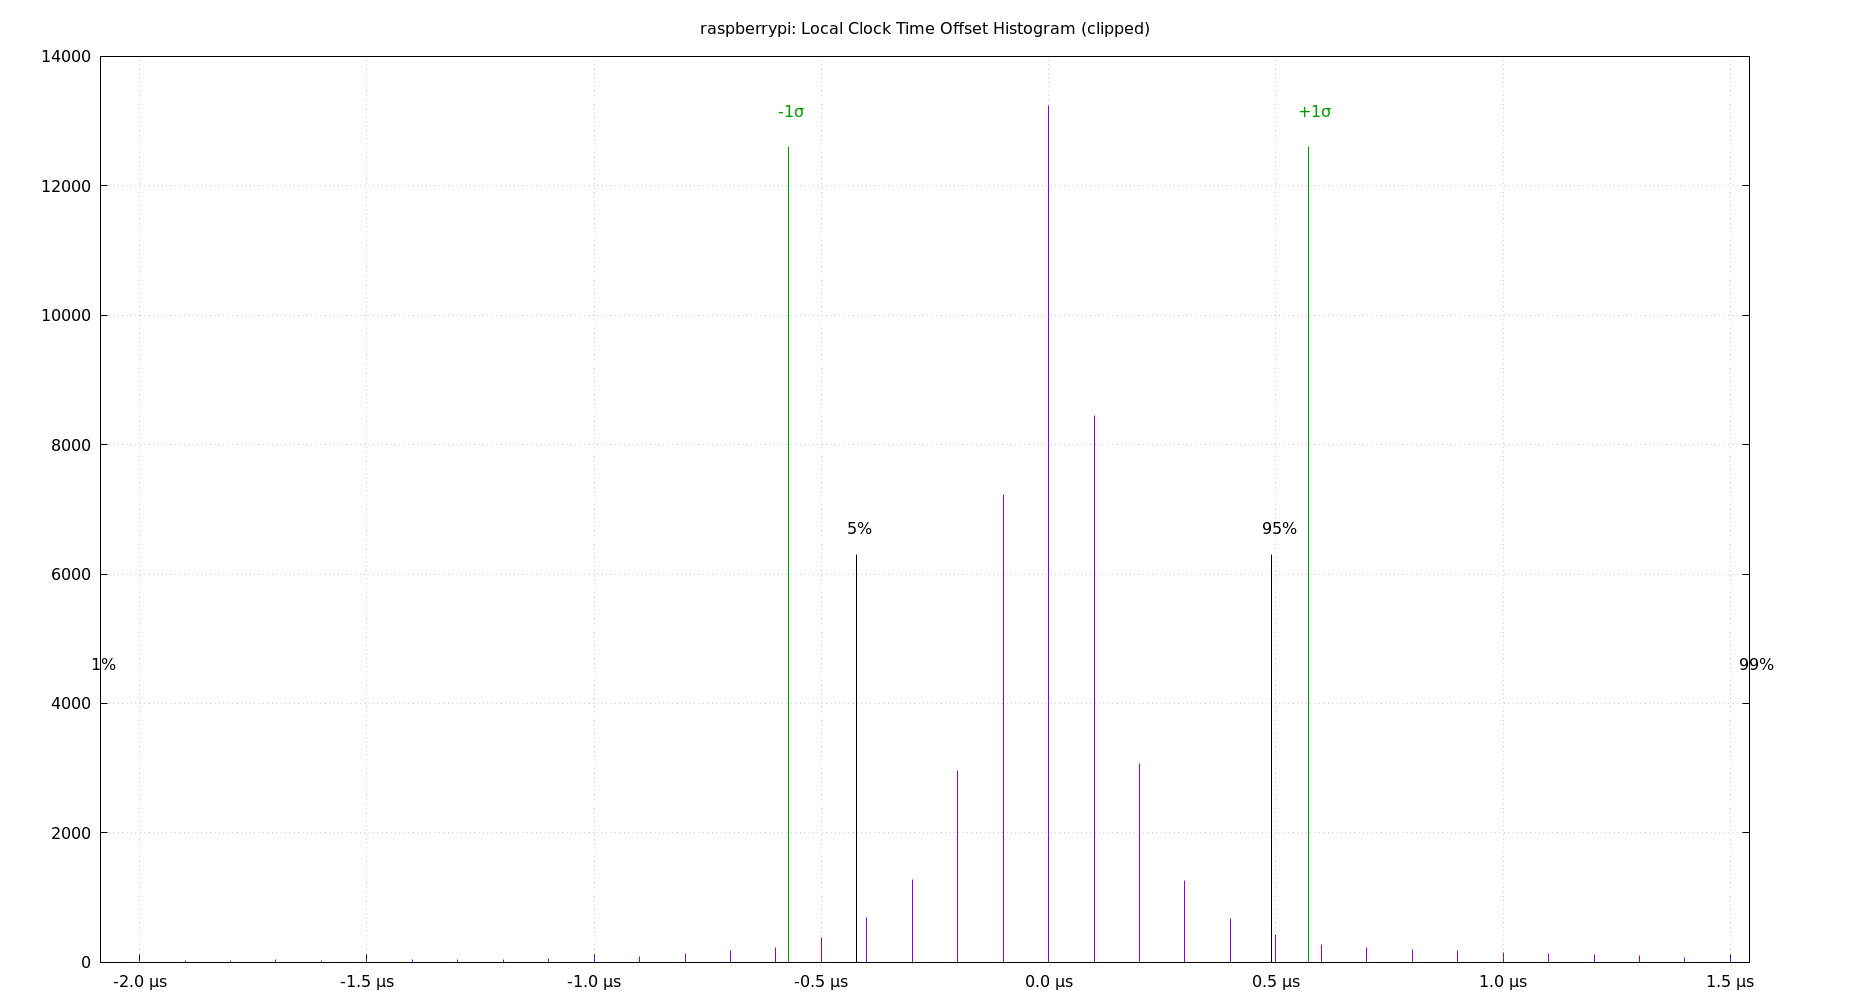 raspberrypi: Local Clock Time Offset Histogram (clipped)
14000
-1σ
+1σ
12000
10000
8000
5%
95%
6000
1%
99%
4000
2000
0
-2.0 µs
-1.5 µs
-1.0 µs
-0.5 µs
0.0 µs
0.5 µs
1.0 µs
1.5 µs